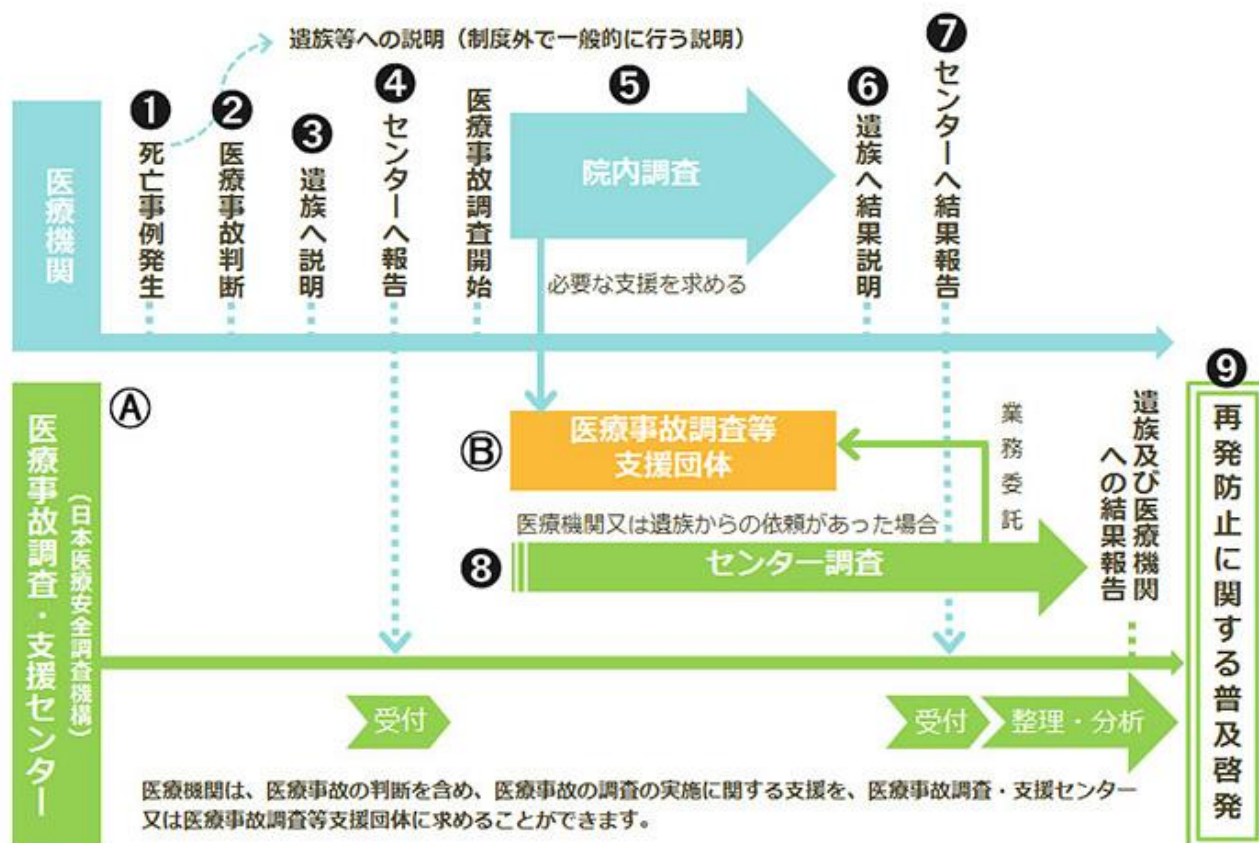 遺族等への説明（制度外で一般的に行う説明）
医療機関
❶
死亡事例発生
❷
医療事故判断
❸
遺族へ説明
❹
センターへ報告
医療事故調査開始
❺
院内調査
必要な支援を求める
❻
遺族へ結果説明
❼
センターへ結果報告
医療事故調査・支援センター
（日本医療安全調査機構）
Ⓐ
Ⓑ
医療事故調査等
支援団体
業務委託
医療機関又は遺族からの依頼があった場合
❽
センター調査
遺族及び医療機関
への結果報告
❾
再発防止に関する普及啓発
受付
受付
整理・分析
医療機関は、医療事故の判断を含め、医療事故の調査の実施に関する支援を、医療事故調査・支援センター
又は医療事故調査等支援団体に求めることができます。